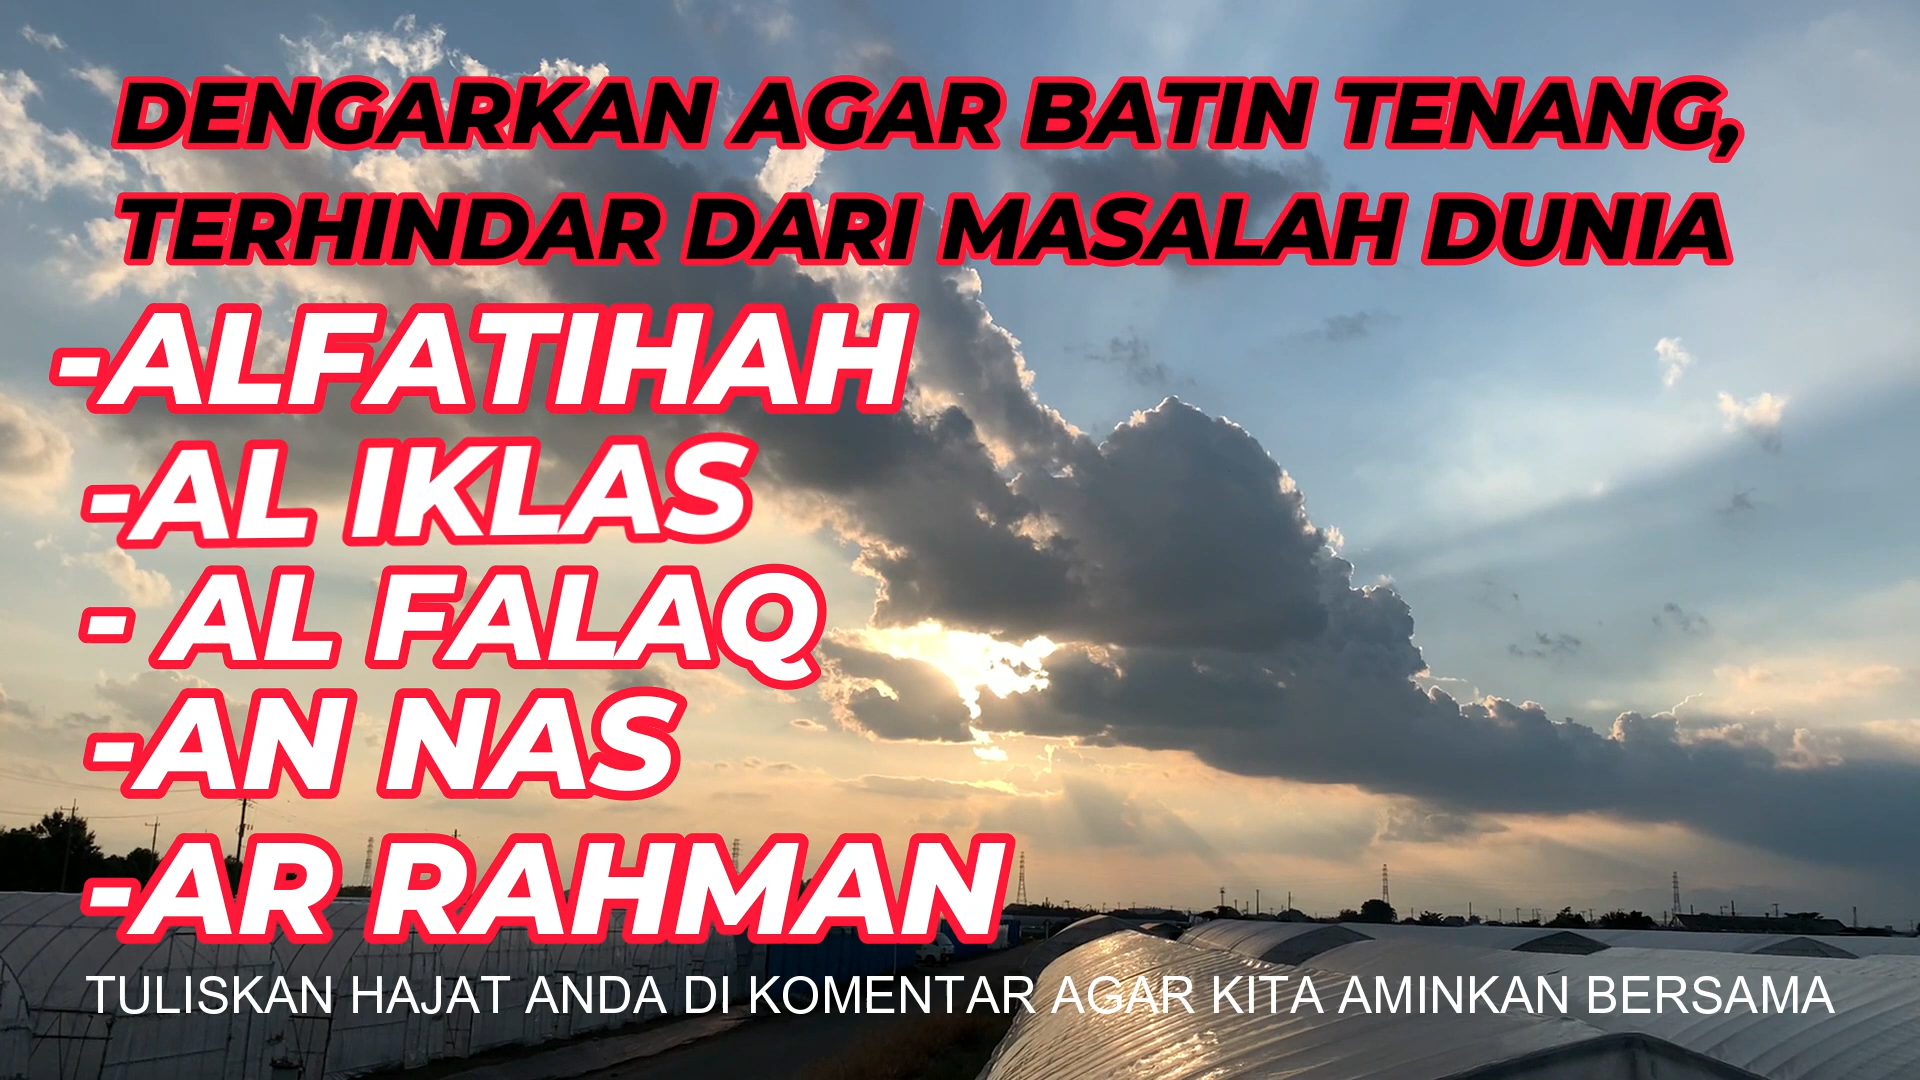 DENGARKAN AGAR BATIN TENANG,
TERHINDAR DARI MASALAH DUNIA
-ALFATIHAH
-AL IKLAS
- AL FALAQ
-AN NAS
-AR RAHMAN
TULISKAN HAJAT ANDA DI KOMENTAR AGAR KITA AMINKAN BERSAMA